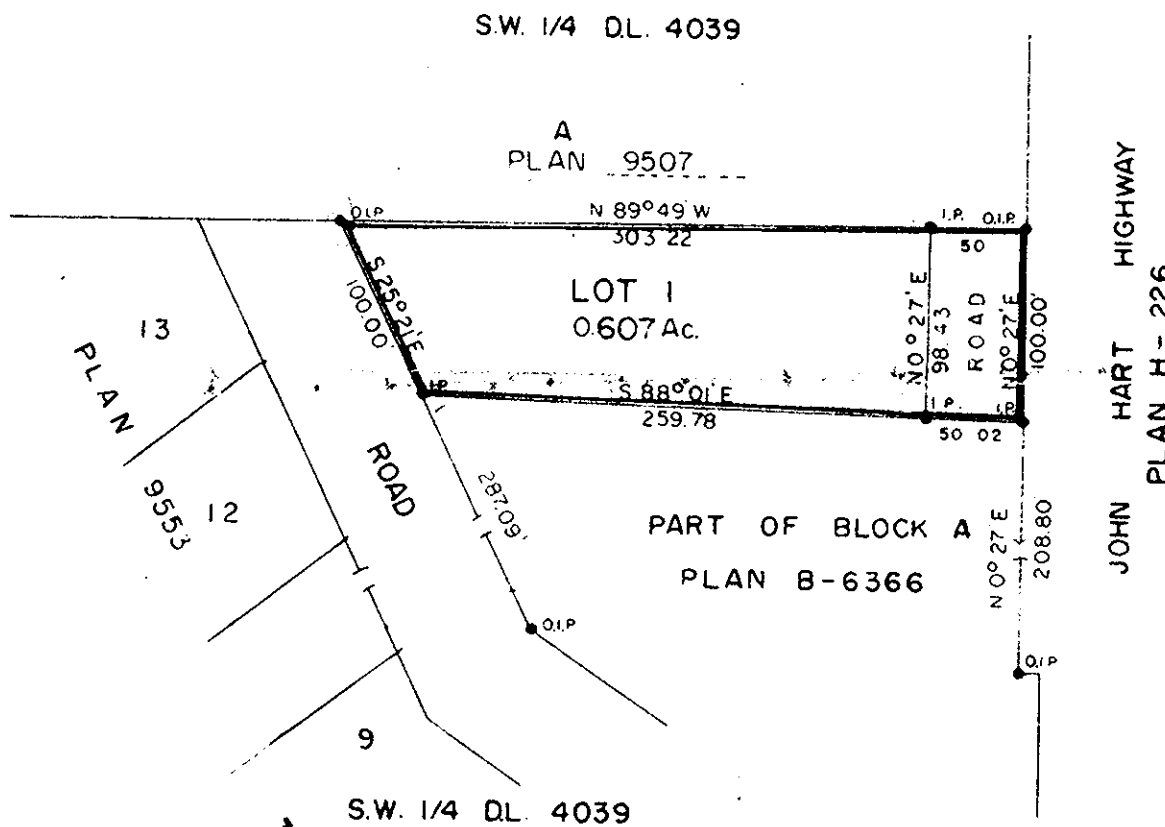 S.W. 1/4 D.L. 4039
A
PLAN 9507
O.I.P.
N 89°49' W
303.22
I.P.
O.I.P.
50
S 25°21' E
100.00'
LOT 1
0.607 Ac.
N 0°27' E
98.43
ROAD
N 0°27' E
100.00'
JOHN HART HIGHWAY
PLAN H-226
13
PLAN 9553
I.P.
S 88°01' E
259.78
I.P.
I.P.
50.02
ROAD
287.09'
12
PART OF BLOCK A
PLAN B-6366
N 0°27' E
208.80
O.I.P
O.I.P
9
S.W. 1/4 D.L. 4039